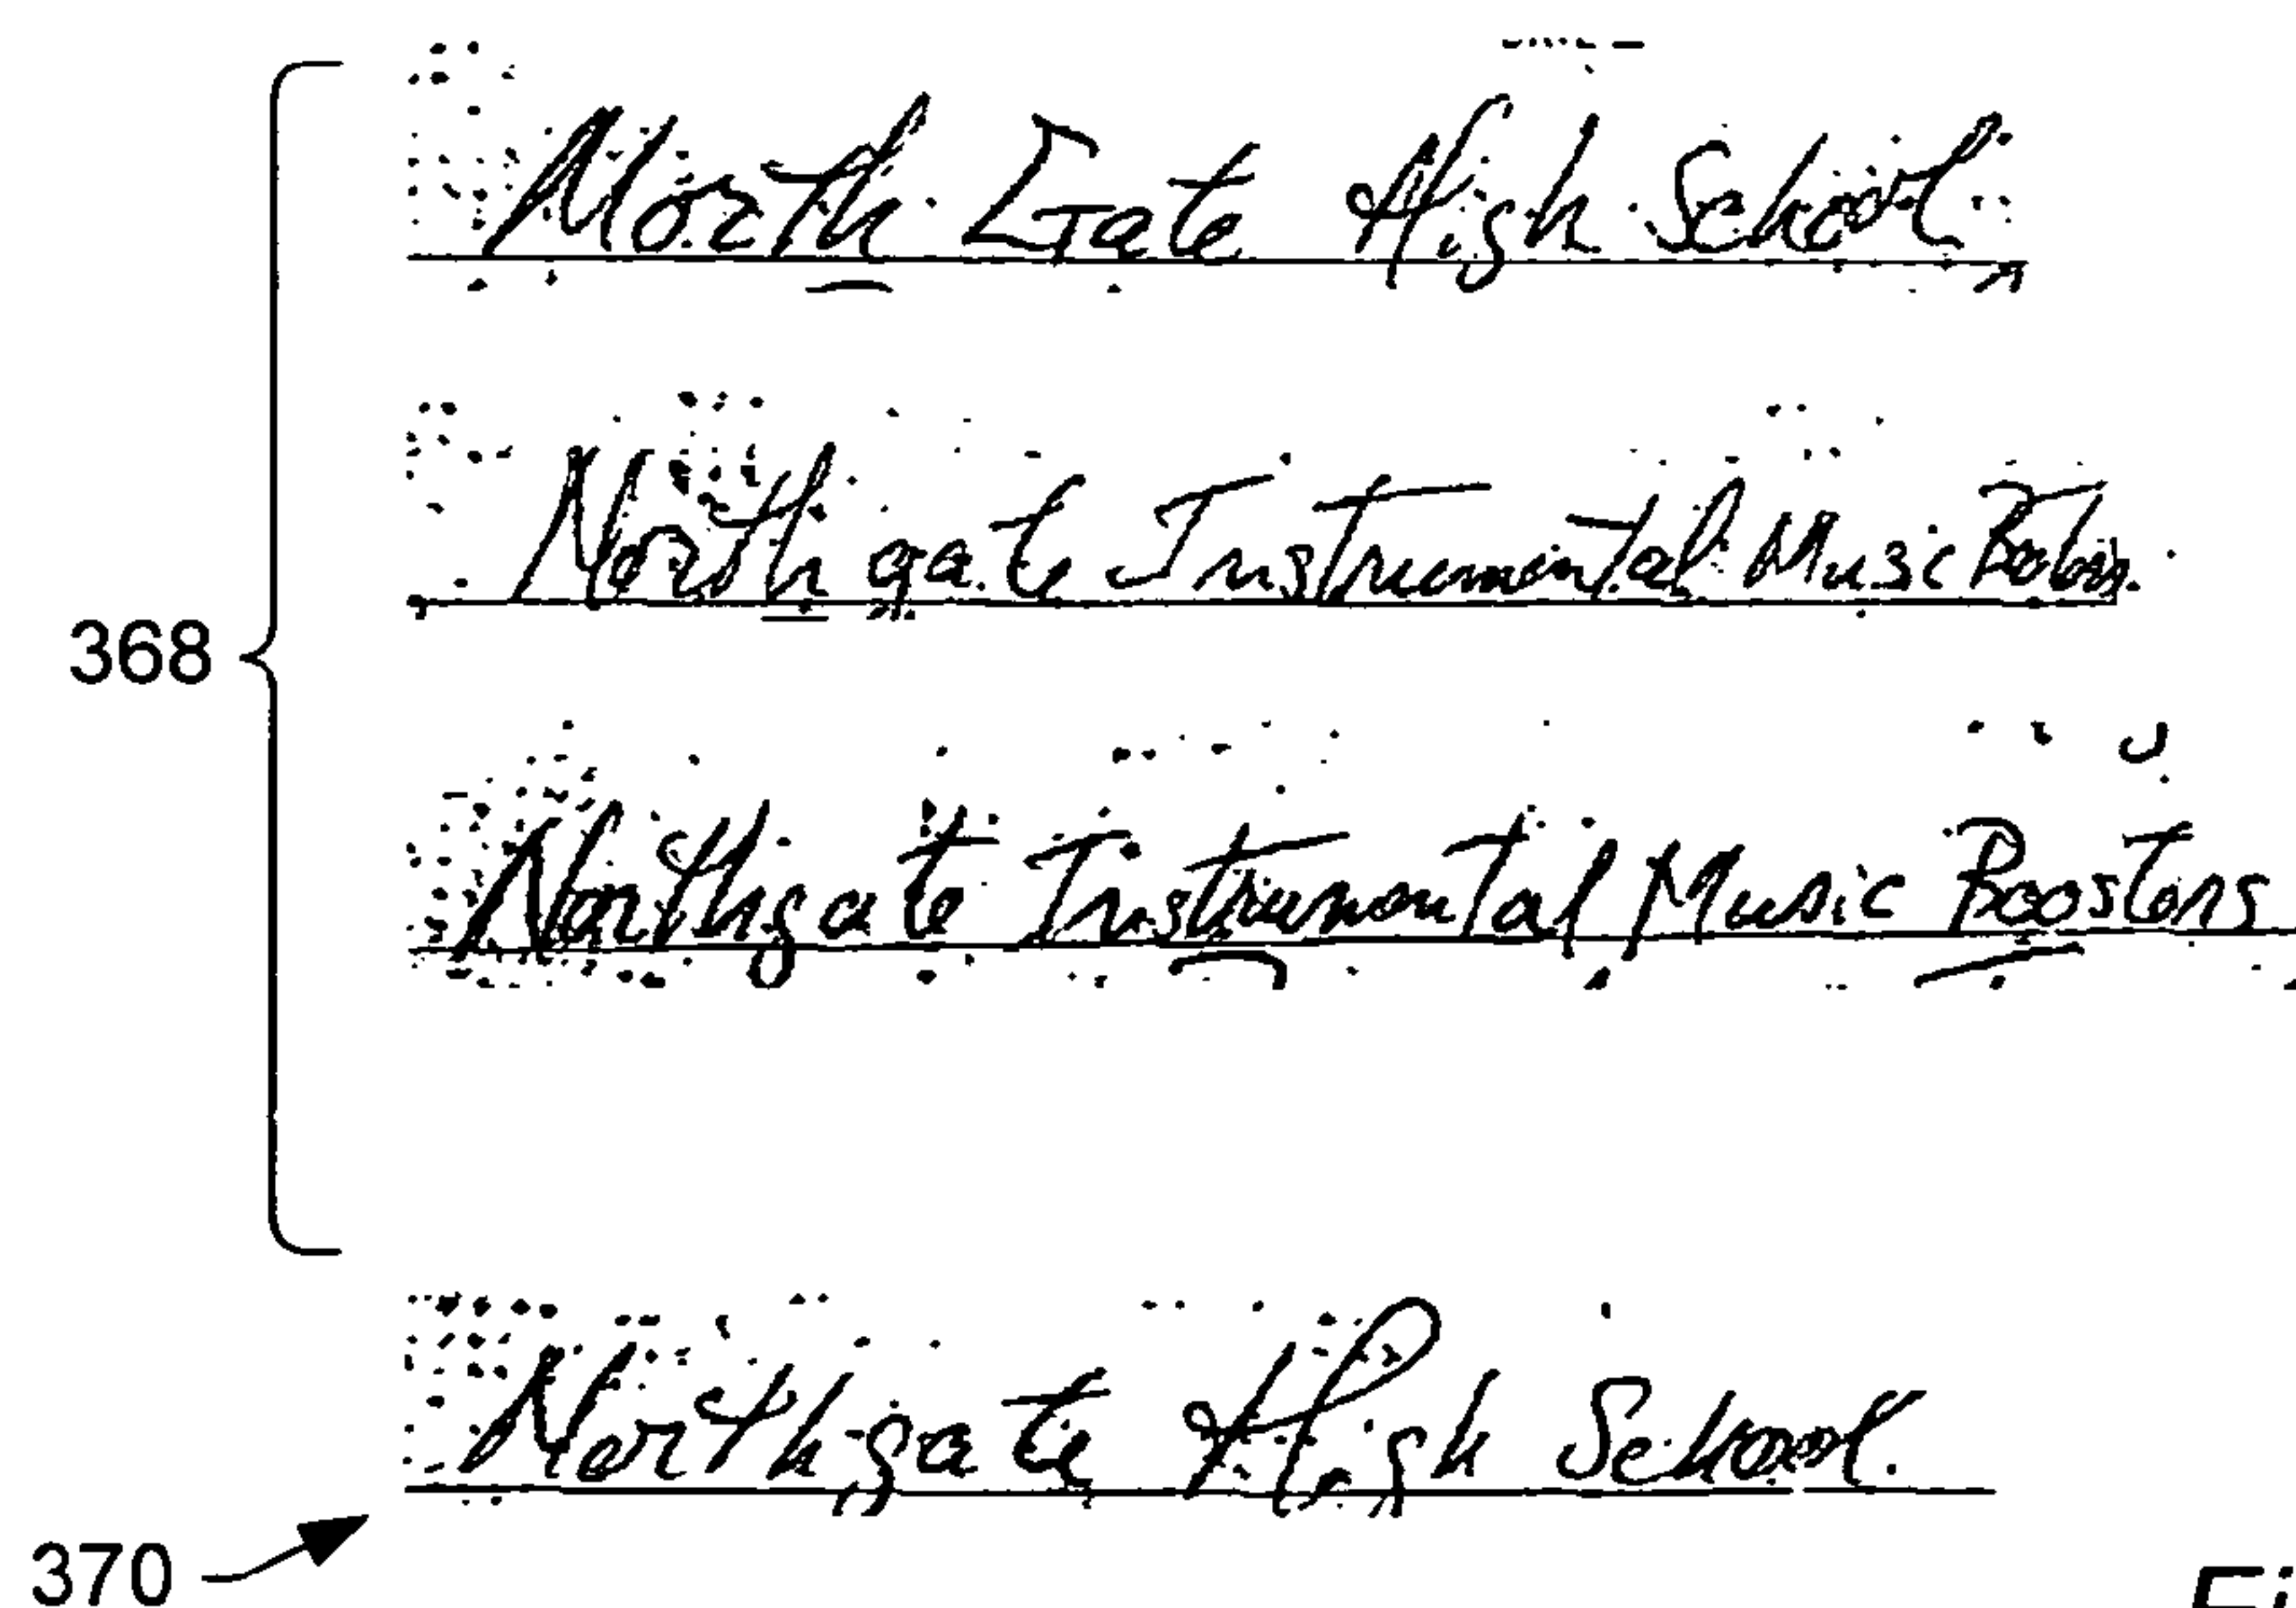 North Gate High School
Northgate Instrumental Music
368
Northgate Instrumental Music Boosters
Northgate High School
370